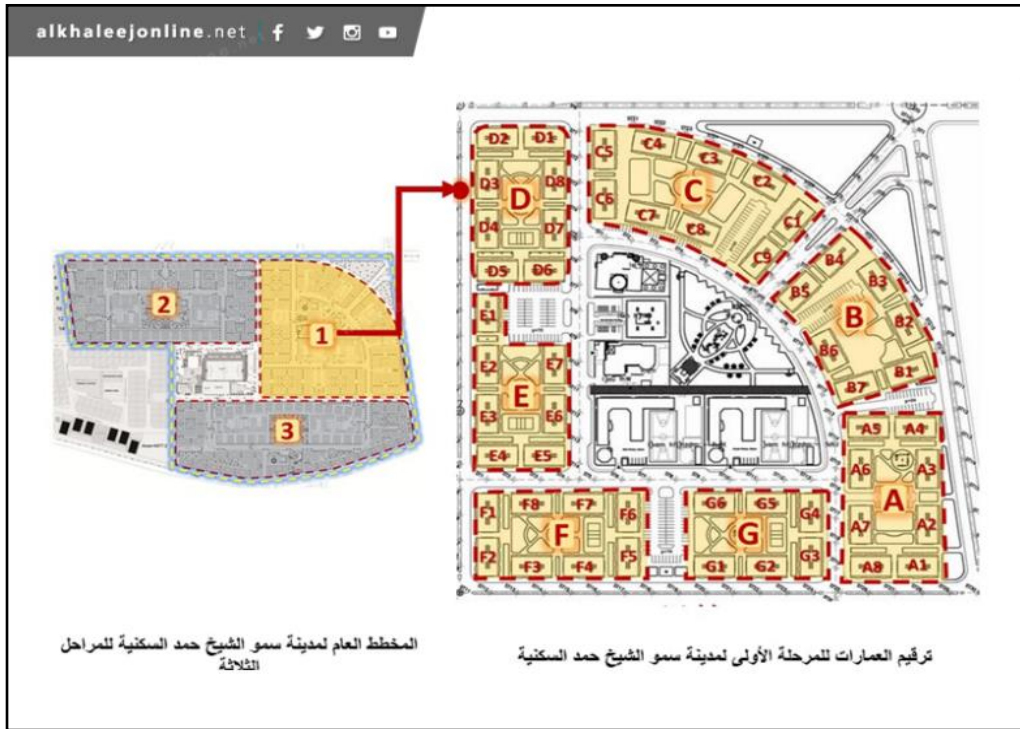 alkhaleejonline.net
D2 D1
D3 D8
D
D4 D7
D5 D6
C5 C4 C3 C2
C
C6 C7 C8 C9 C1
B4 B3
B5 B B2
B6
B7 B1
E1
E2 E7
E
E3 E6
E4 E5
A5 A4
A6 A3
A
A7 A2
A8 A1
F1 F8 F7 F6
F
F2 F3 F4 F5
G6 G5 G4
G
G1 G2 G3
2
1
3
المخطط العام لمدينة سمو الشيخ حمد السكنية للمراحل
الثلاثة
ترقيم العمارات للمرحلة الأولى لمدينة سمو الشيخ حمد السكنية